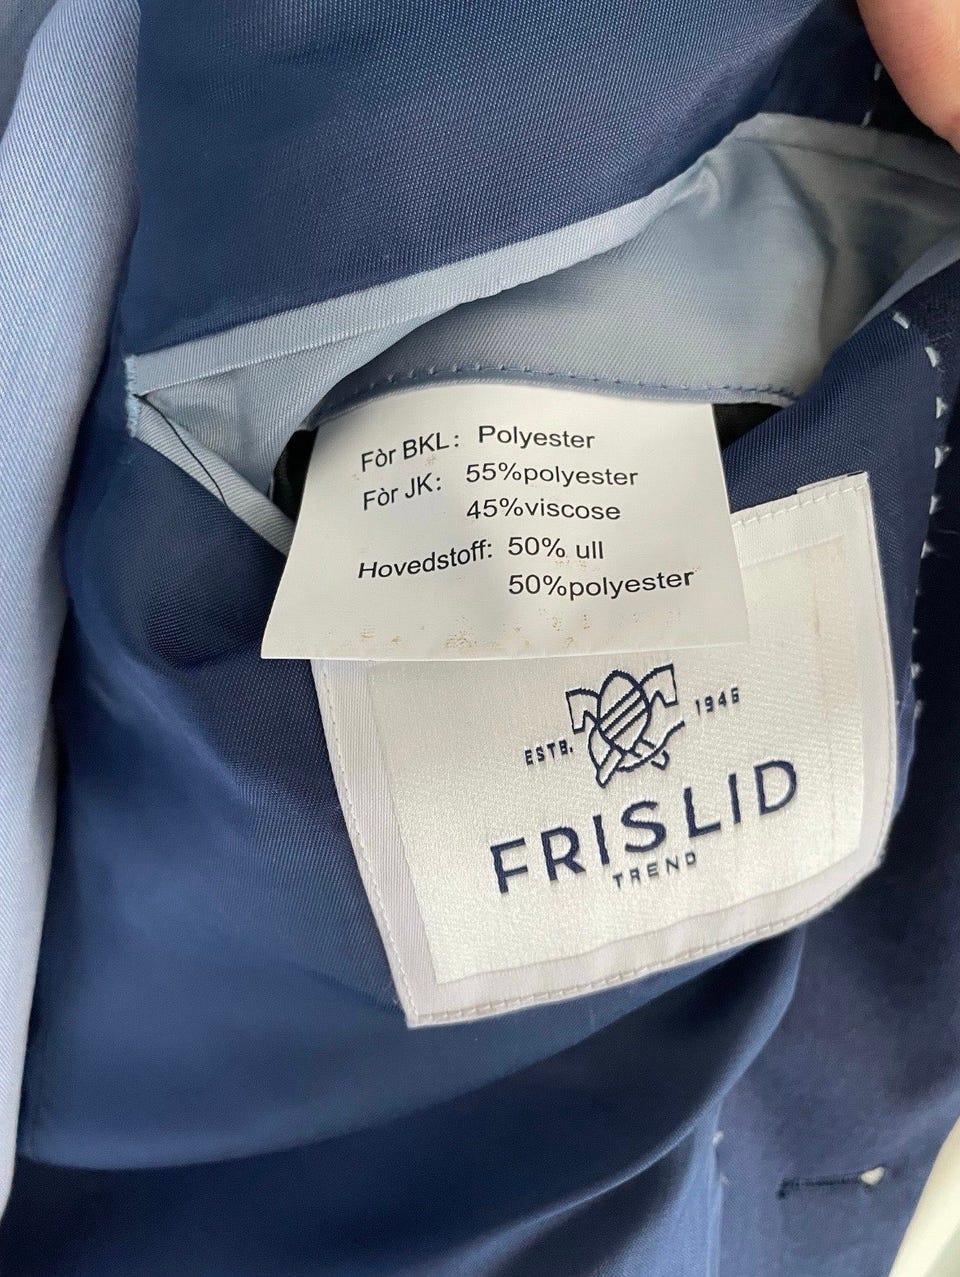 Fòr BKL: Polyester
Fòr JK: 55%polyester
45%viscose
Hovedstoff: 50% ull
50%polyester
ESTB. 1946
FRISLID
TREND